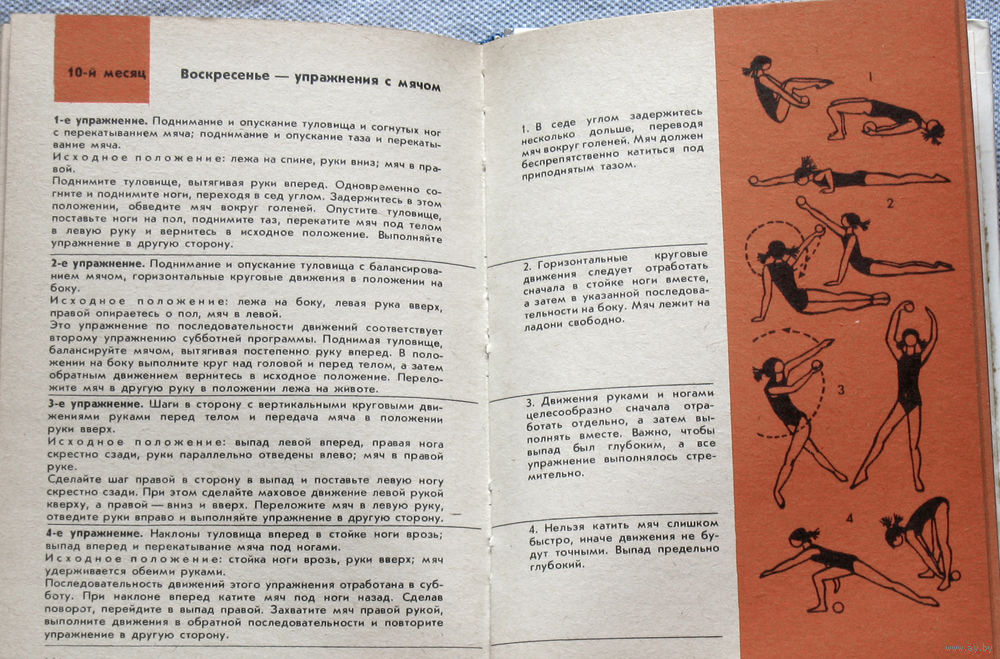 10-й месяц
Воскресенье — упражнения с мячом
1-е упражнение. Поднимание и опускание туловища и согнутых ног
с перекатыванием мяча; поднимание и опускание таза и перекаты-
вание мяча.
Исходное положение: лежа на спине, руки вниз; мяч в пра-
вой.
Поднимите туловище, вытягивая руки вперед. Одновременно со-
гните и поднимите ноги, переходя в сед углом. Задержитесь в этом
положении, обведите мяч вокруг голеней. Опустите туловище,
поставьте ноги на пол, поднимите таз, перекатите мяч под телом
в левую руку и вернитесь в исходное положение. Выполняйте
упражнение в другую сторону.
2-е упражнение. Поднимание и опускание туловища с балансирова-
нием мячом, горизонтальные круговые движения в положении на
боку.
Исходное положение: лежа на боку, левая рука вверх,
правой опираетесь о пол, мяч в левой.
Это упражнение по последовательности движений соответствует
второму упражнению субботней программы. Поднимая туловище,
балансируйте мячом, вытягивая постепенно руку вперед. В поло-
жении на боку выполните круг над головой и перед телом, а затем
обратным движением вернитесь в исходное положение. Перело-
жите мяч в другую руку в положении лежа на животе.
3-е упражнение. Шаги в сторону с вертикальными круговыми дви-
жениями руками перед телом и передача мяча в положении
руки вверх.
Исходное положение: выпад левой вперед, правая нога
скрестно сзади, руки параллельно отведены влево; мяч в правой
руке.
Сделайте шаг правой в сторону в выпад и поставьте левую ногу
скрестно сзади. При этом сделайте маховое движение левой рукой
кверху, а правой — вниз и вверх. Переложите мяч в левую руку,
отведите руки вправо и выполняйте упражнение в другую сторону.
4-е упражнение. Наклоны туловища вперед в стойке ноги врозь;
выпад вперед и перекатывание мяча под ногами.
Исходное положение: стойка ноги врозь, руки вверх; мяч
удерживается обеими руками.
Последовательность движений этого упражнения отработана в суб-
боту. При наклоне вперед катите мяч под ноги назад. Сделав
поворот, перейдите в выпад правой. Захватите мяч правой рукой,
выполните движения в обратной последовательности и повторите
упражнение в другую сторону.
1. В седе углом задержитесь
несколько дольше, переводя
мяч вокруг голеней. Мяч должен
беспрепятственно катиться под
приподнятым тазом.
2. Горизонтальные круговые
движения следует отработать
сначала в стойке ноги вместе,
а затем в указанной последова-
тельности на боку. Мяч лежит на
ладони свободно.
3. Движения руками и ногами
целесообразно сначала отра-
ботать отдельно, а затем вы-
полнять вместе. Важно, чтобы
выпад был глубоким, а все
упражнение выполнялось стре-
мительно.
4. Нельзя катить мяч слишком
быстро, иначе движения не бу-
дут точными. Выпад предельно
глубокий.
1
2
3
4
www.ay.by